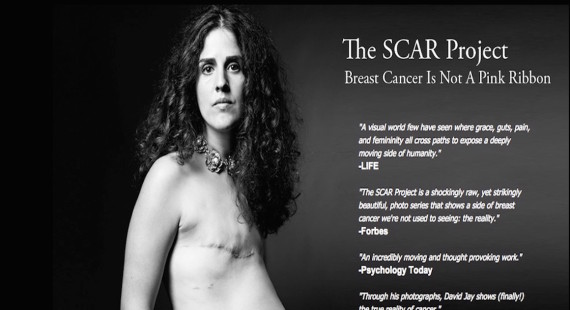 The SCAR Project
Breast Cancer Is Not A Pink Ribbon
"A visual world few have seen where grace, guts, pain,
and femininity all cross paths to expose a deeply
moving side of humanity."
-LIFE
"The SCAR Project is a shockingly raw, yet strikingly
beautiful, photo series that shows a side of breast
cancer we're not used to seeing: the reality."
-Forbes
"An incredibly moving and thought provoking work."
-Psychology Today
"Through his photographs, David Jay shows (finally!)
the true reality of cancer."